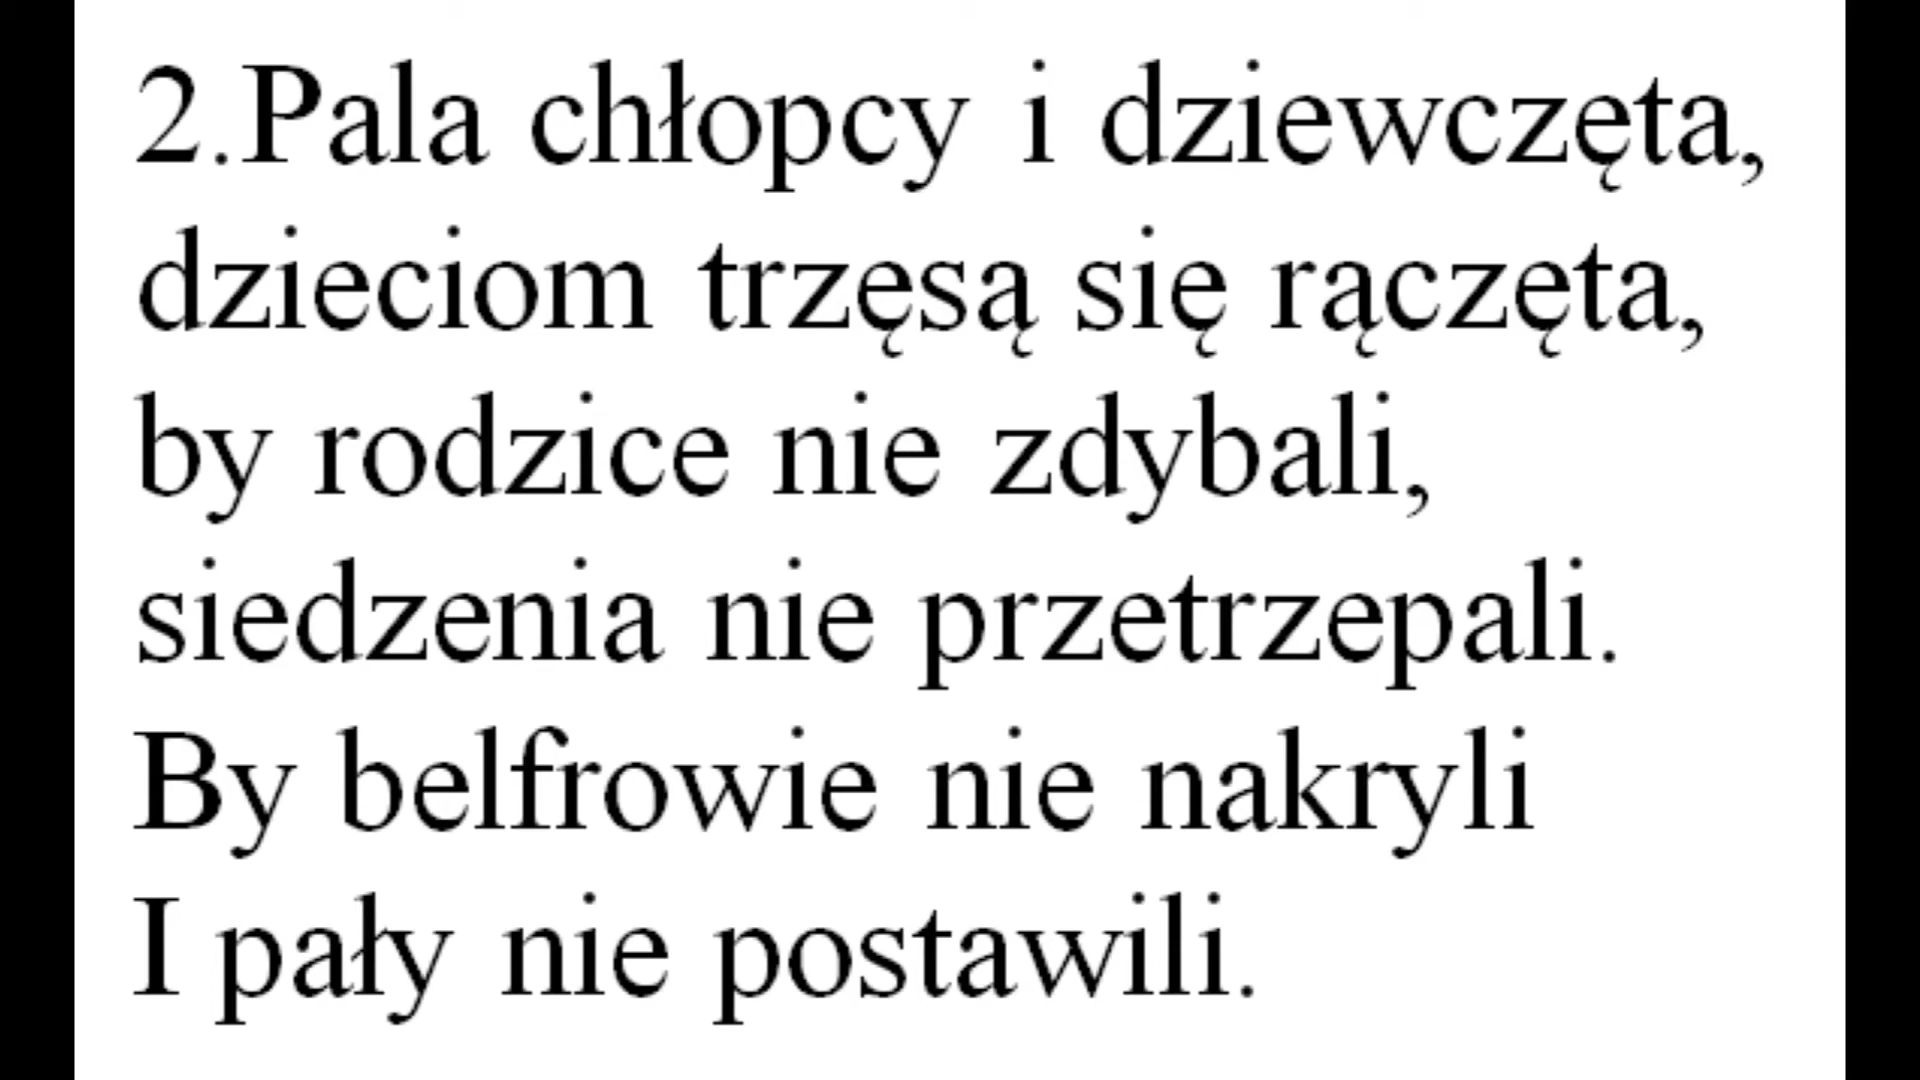 2.Pala chłopcy i dziewczęta,
dzieciom trzęsą się rączęta,
by rodzice nie zdybali,
siedzenia nie przetrzepali.
By belfrowie nie nakryli
I pały nie postawili.